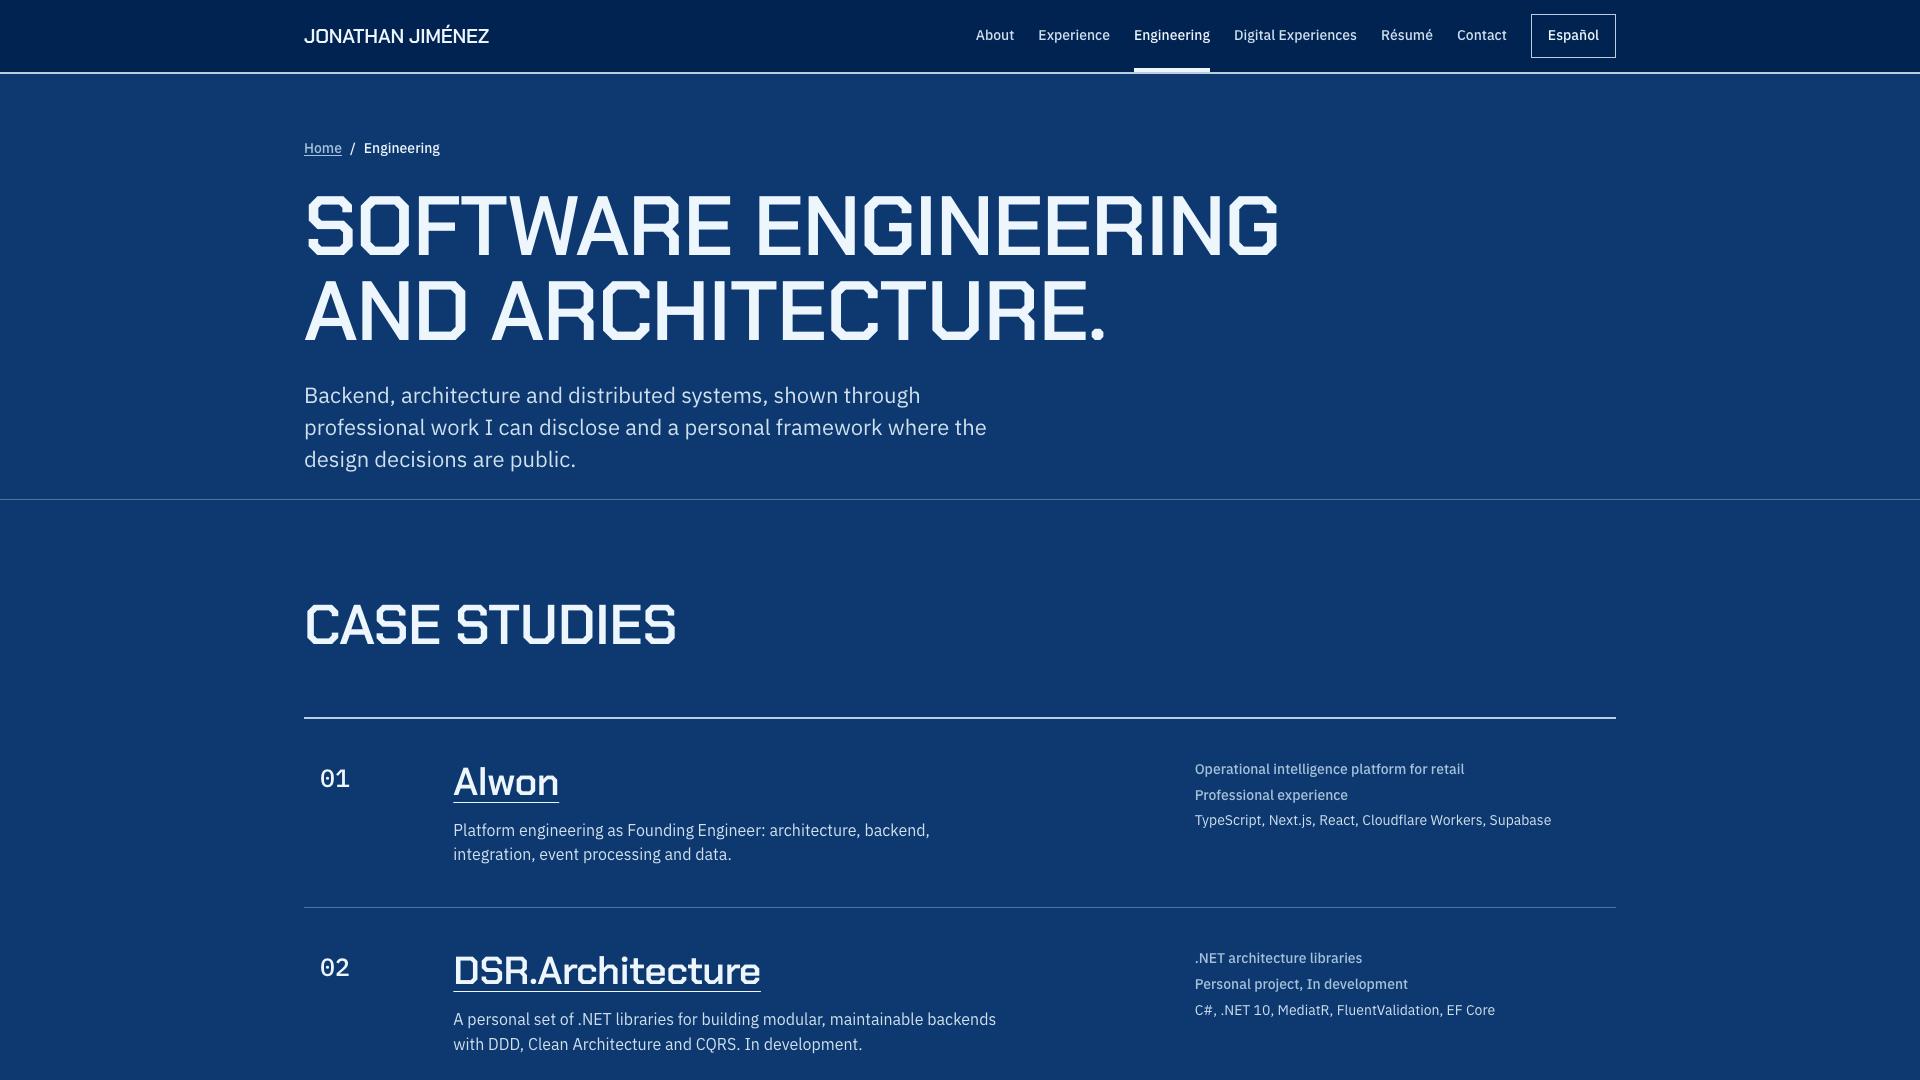 JONATHAN JIMÉNEZ
About Experience Engineering Digital Experiences Résumé Contact Español
Home / Engineering
SOFTWARE ENGINEERING
AND ARCHITECTURE.
Backend, architecture and distributed systems, shown through
professional work I can disclose and a personal framework where the
design decisions are public.
CASE STUDIES
01
Alwon
Platform engineering as Founding Engineer: architecture, backend,
integration, event processing and data.
Operational intelligence platform for retail
Professional experience
TypeScript, Next.js, React, Cloudflare Workers, Supabase
02
DSR.Architecture
A personal set of .NET libraries for building modular, maintainable backends
with DDD, Clean Architecture and CQRS. In development.
.NET architecture libraries
Personal project, In development
C#, .NET 10, MediatR, FluentValidation, EF Core